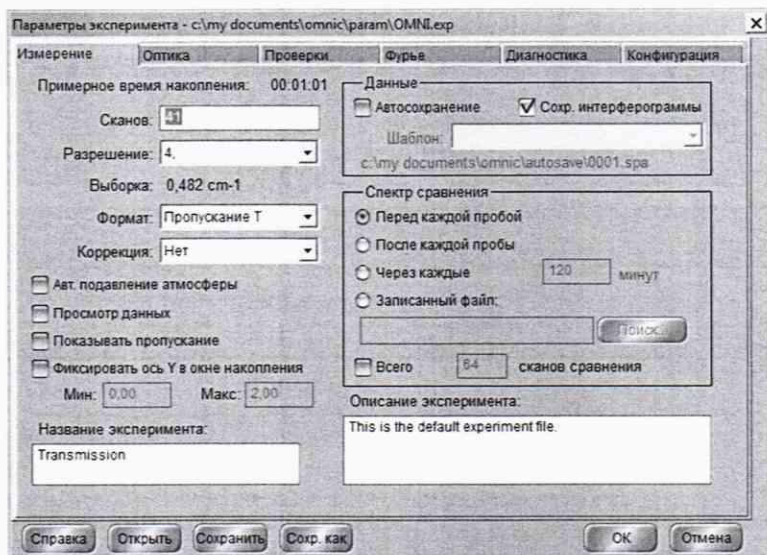 Параметры эксперимента - c:\my documents\omnic\param\OMNI.exp
Измерение Оптика Проверки Фурье Диагностика Конфигурация
Примерное время накопления: 00:01:01
Сканов:
Разрешение: 4.
Выборка: 0,482 cm-1
Формат: Пропускание T
Коррекция: Нет
Авт. подавление атмосферы
Просмотр данных
Показывать пропускание
Фиксировать ось Y в окне накопления
Мин: 0,00 Макс: 2,00
Название эксперимента:
Transmission
Данные
Автосохранение Сохр. интерферограммы
Шаблон:
c:\my documents\omnic\autosave\0001.spa
Спектр сравнения
Перед каждой пробой
После каждой пробы
Через каждые 120 минут
Записанный файл:
Поиск...
Всего 64 сканов сравнения
Описание эксперимента:
This is the default experiment file.
Справка Открыть Сохранить Сохр. как OK Отмена